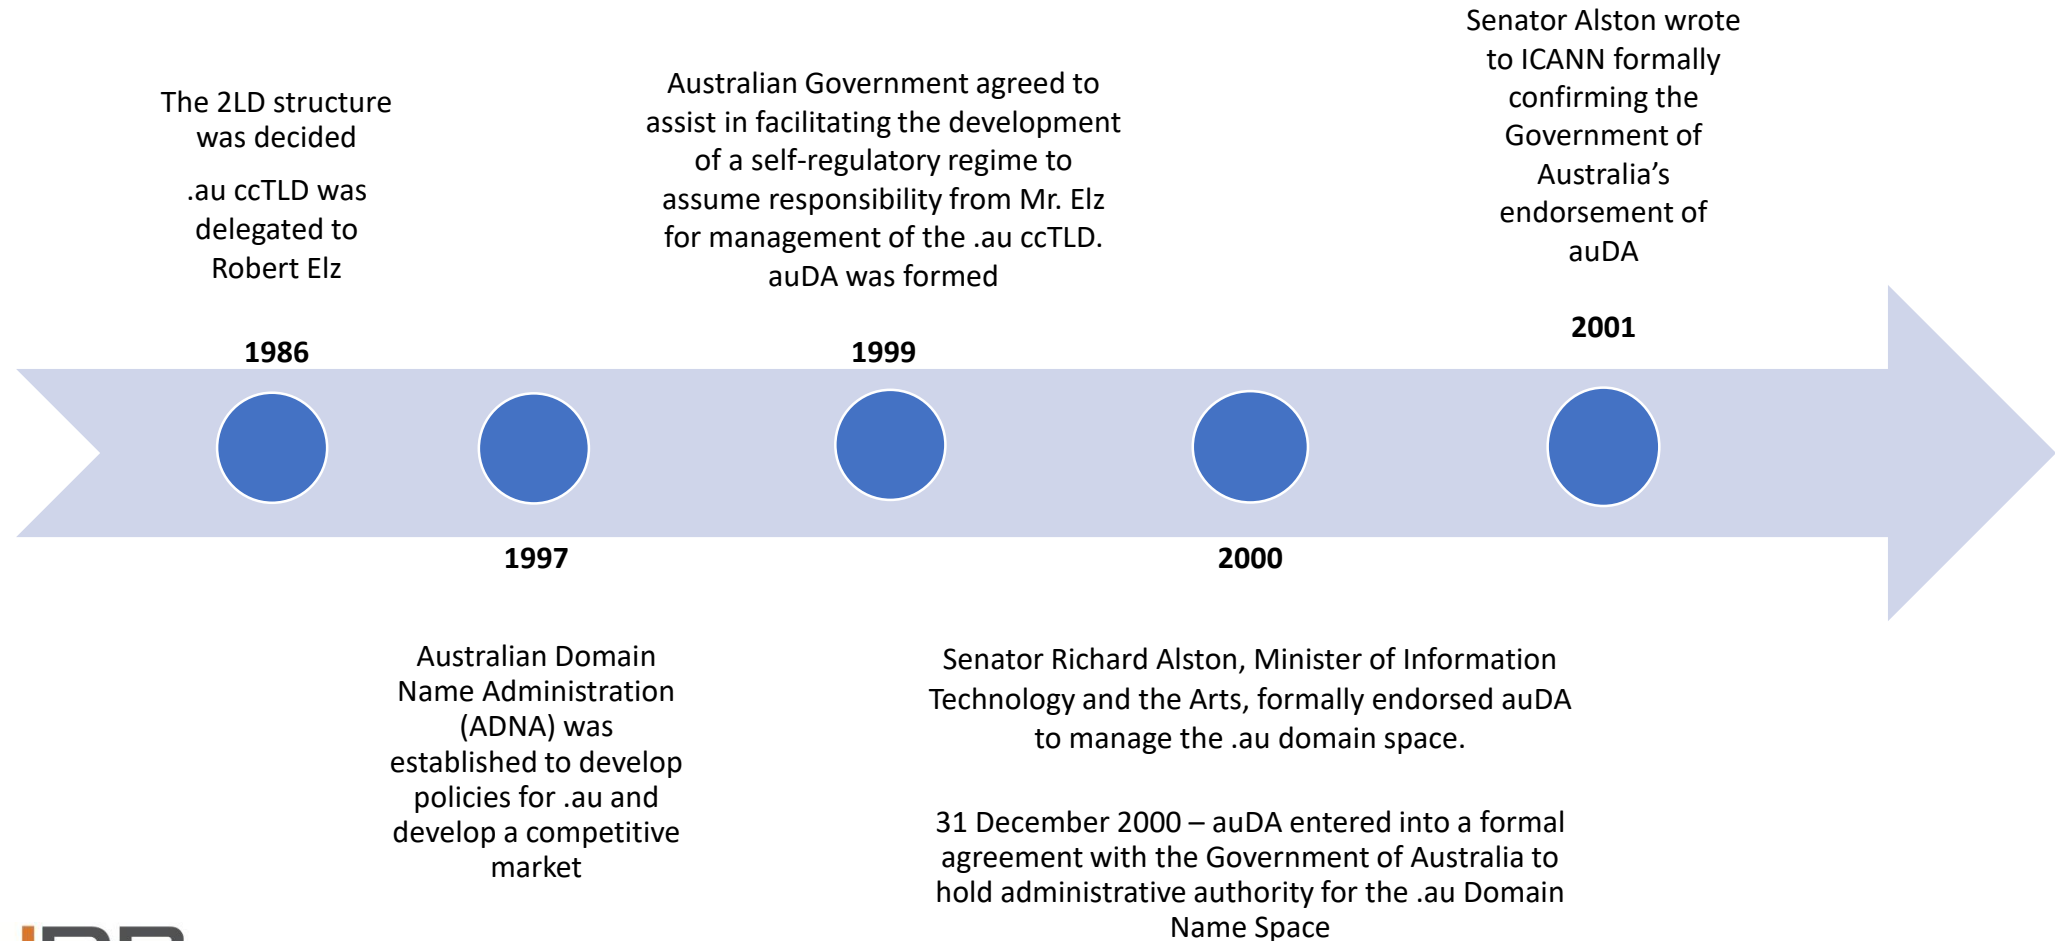 The 2LD structure
was decided
.au ccTLD was
delegated to
Robert Elz
1986
Australian Domain
Name Administration
(ADNA) was
established to develop
policies for .au and
develop a competitive
market
1997
Australian Government agreed to
assist in facilitating the development
of a self-regulatory regime to
assume responsibility from Mr. Elz
for management of the .au ccTLD.
auDA was formed
1999
2000
Senator Richard Alston, Minister of Information
Technology and the Arts, formally endorsed auDA
to manage the .au domain space.
31 December 2000 – auDA entered into a formal
agreement with the Government of Australia to
hold administrative authority for the .au Domain
Name Space
Senator Alston wrote
to ICANN formally
confirming the
Government of
Australia’s
endorsement of
auDA
2001